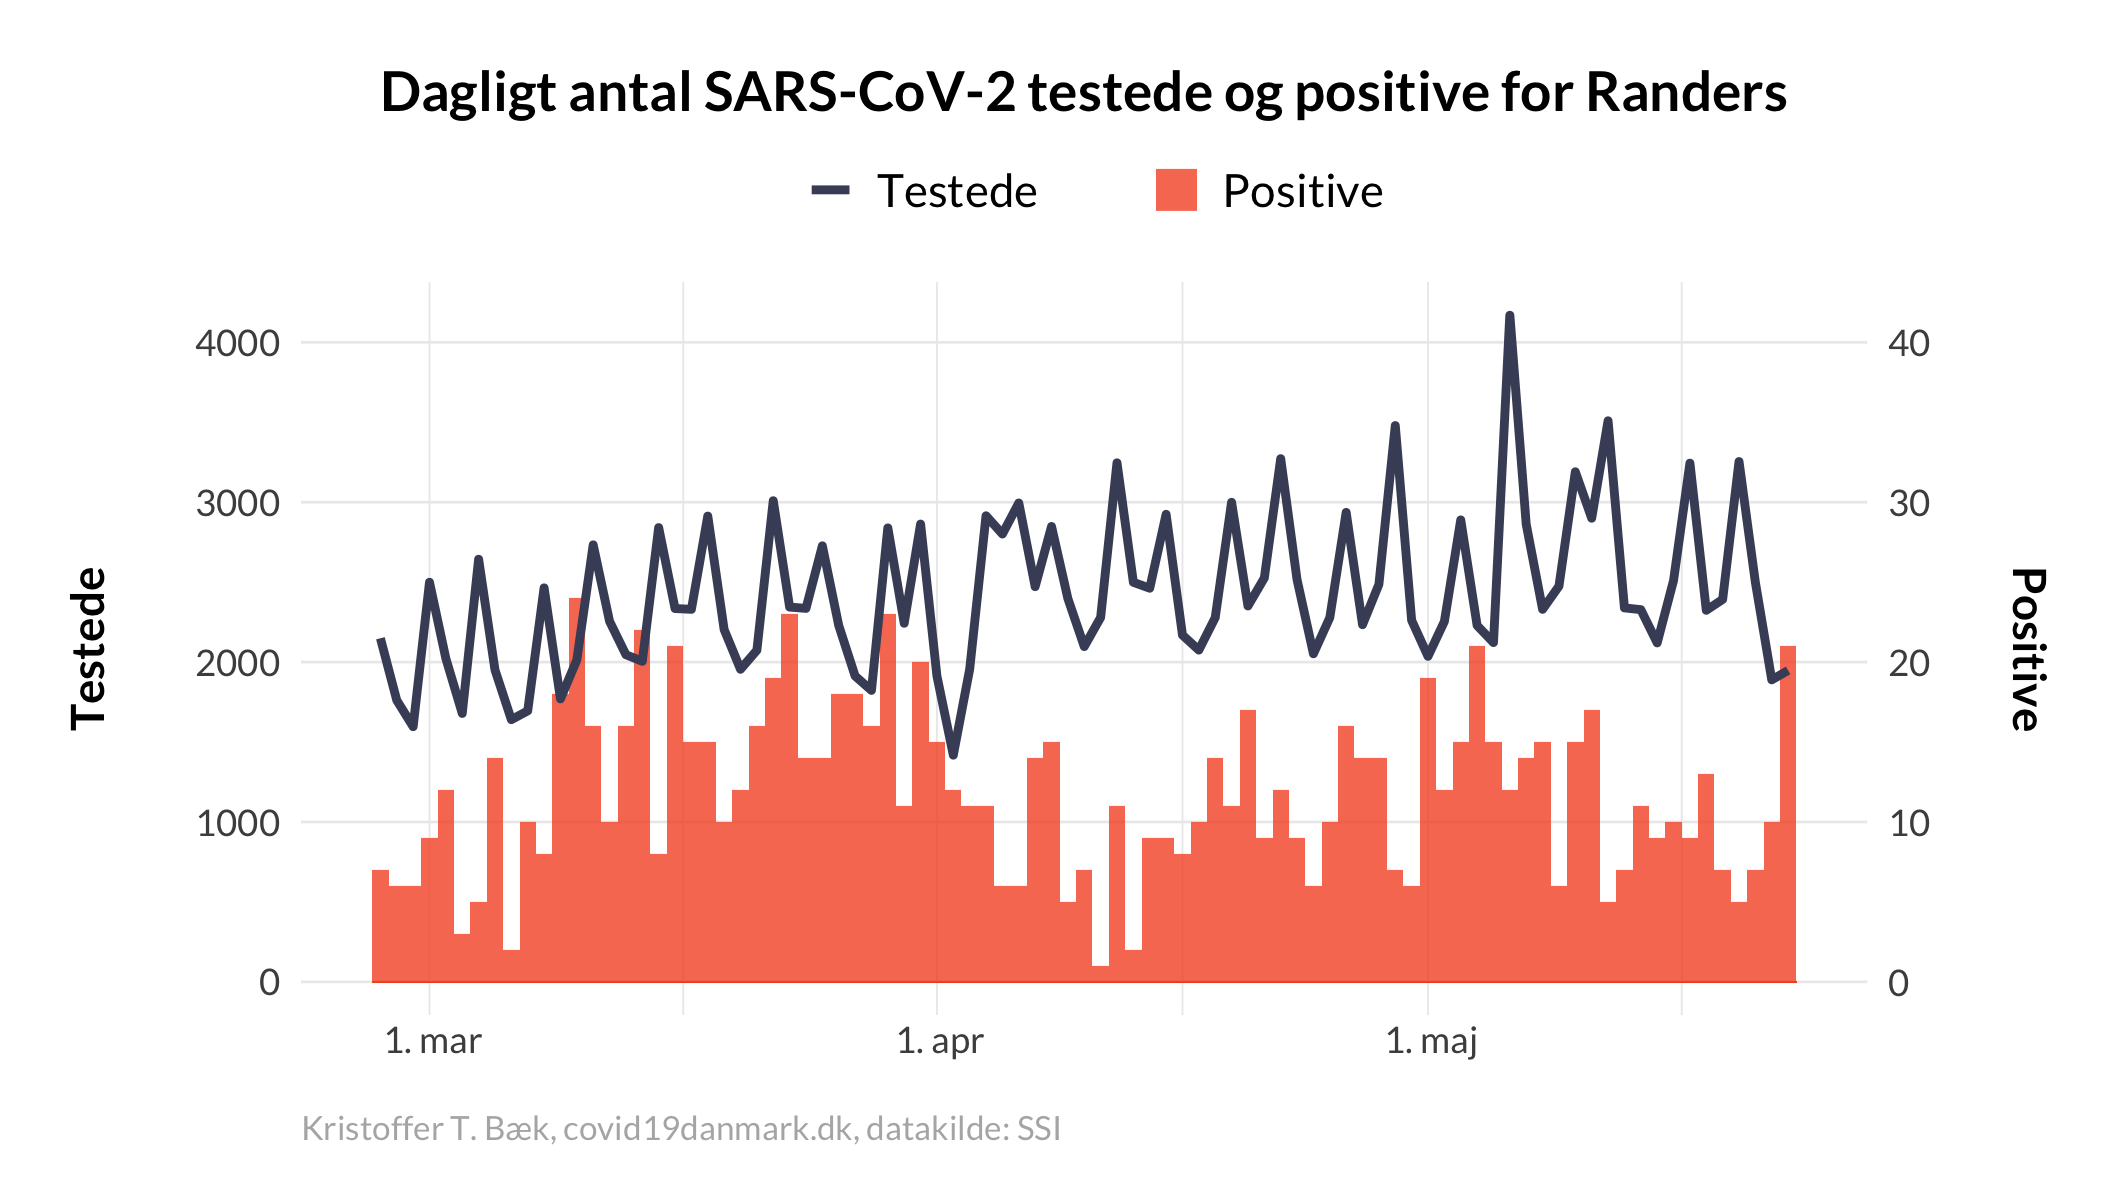 Dagligt antal SARS-CoV-2 testede og positive for Randers
Testede
Positive
4000
3000
2000
1000
0
Testede
40
30
20
10
0
Positive
1. mar
1. apr
1. maj
Kristoffer T. Bæk, covid19danmark.dk, datakilde: SSI